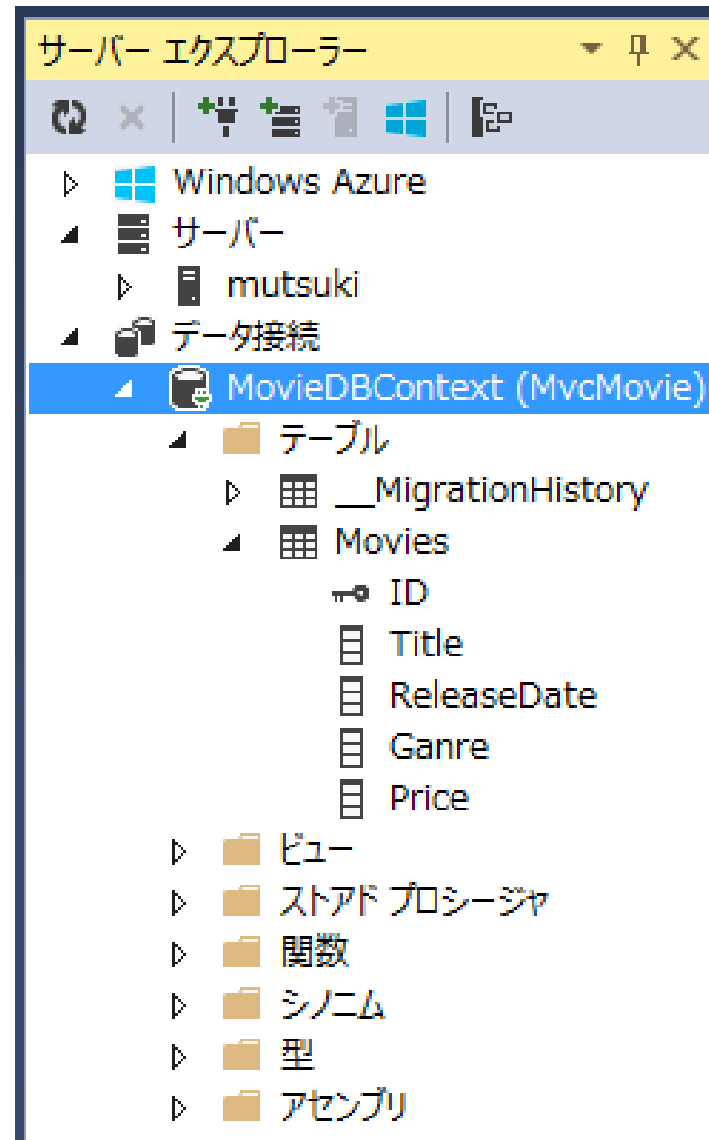 サーバー エクスプローラー
Windows Azure
サーバー
mutsuki
データ接続
MovieDBContext (MvcMovie)
テーブル
__MigrationHistory
Movies
ID
Title
ReleaseDate
Ganre
Price
ビュー
ストアド プロシージャ
関数
シノニム
型
アセンブリ